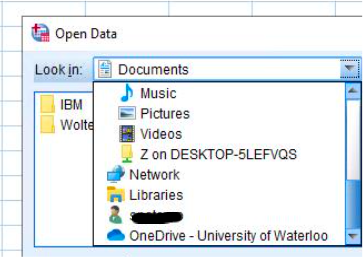 Open Data
Look in: Documents
IBM
Wolte
Music
Pictures
Videos
Z on DESKTOP-5LEFVQS
Network
Libraries
OneDrive - University of Waterloo